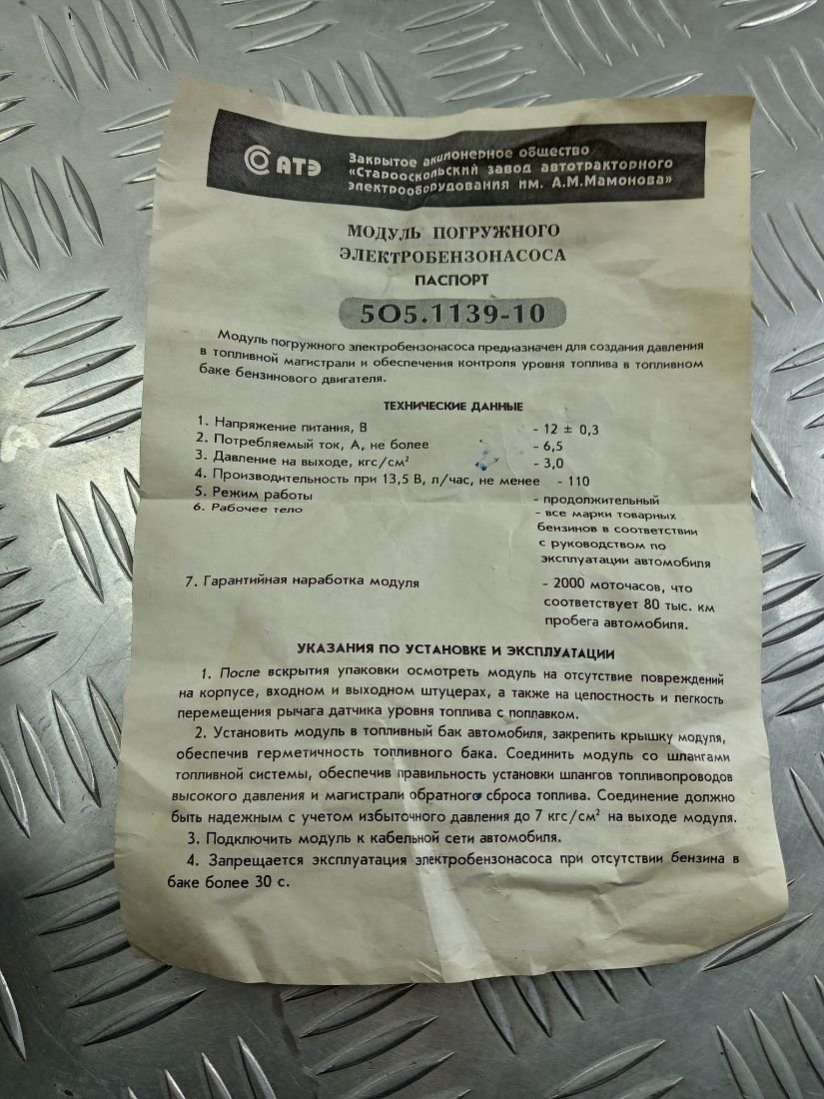 СОАТЭ
Закрытое акционерное общество
«Старооскольский завод автотракторного
электрооборудования им. А.М.Мамонова»
МОДУЛЬ ПОГРУЖНОГО
ЭЛЕКТРОБЕНЗОНАСОСА
ПАСПОРТ
505.1139-10
Модуль погружного электробензонасоса предназначен для создания давления
в топливной магистрали и обеспечения контроля уровня топлива в топливном
баке бензинового двигателя.
ТЕХНИЧЕСКИЕ ДАННЫЕ
1. Напряжение питания, В - 12 ± 0,3
2. Потребляемый ток, А, не более - 6,5
3. Давление на выходе, кгс/см² - 3,0
4. Производительность при 13,5 В, л/час, не менее - 110
5. Режим работы - продолжительный
6. Рабочее тело - все марки товарных
бензинов в соответствии
с руководством по
эксплуатации автомобиля
7. Гарантийная наработка модуля - 2000 моточасов, что
соответствует 80 тыс. км
пробега автомобиля.
УКАЗАНИЯ ПО УСТАНОВКЕ И ЭКСПЛУАТАЦИИ
1. После вскрытия упаковки осмотреть модуль на отсутствие повреждений
на корпусе, входном и выходном штуцерах, а также на целостность и легкость
перемещения рычага датчика уровня топлива с поплавком.
2. Установить модуль в топливный бак автомобиля, закрепить крышку модуля,
обеспечив герметичность топливного бака. Соединить модуль со шлангами
топливной системы, обеспечив правильность установки шлангов топливопроводов
высокого давления и магистрали обратного сброса топлива. Соединение должно
быть надежным с учетом избыточного давления до 7 кгс/см² на выходе модуля.
3. Подключить модуль к кабельной сети автомобиля.
4. Запрещается эксплуатация электробензонасоса при отсутствии бензина в
баке более 30 с.